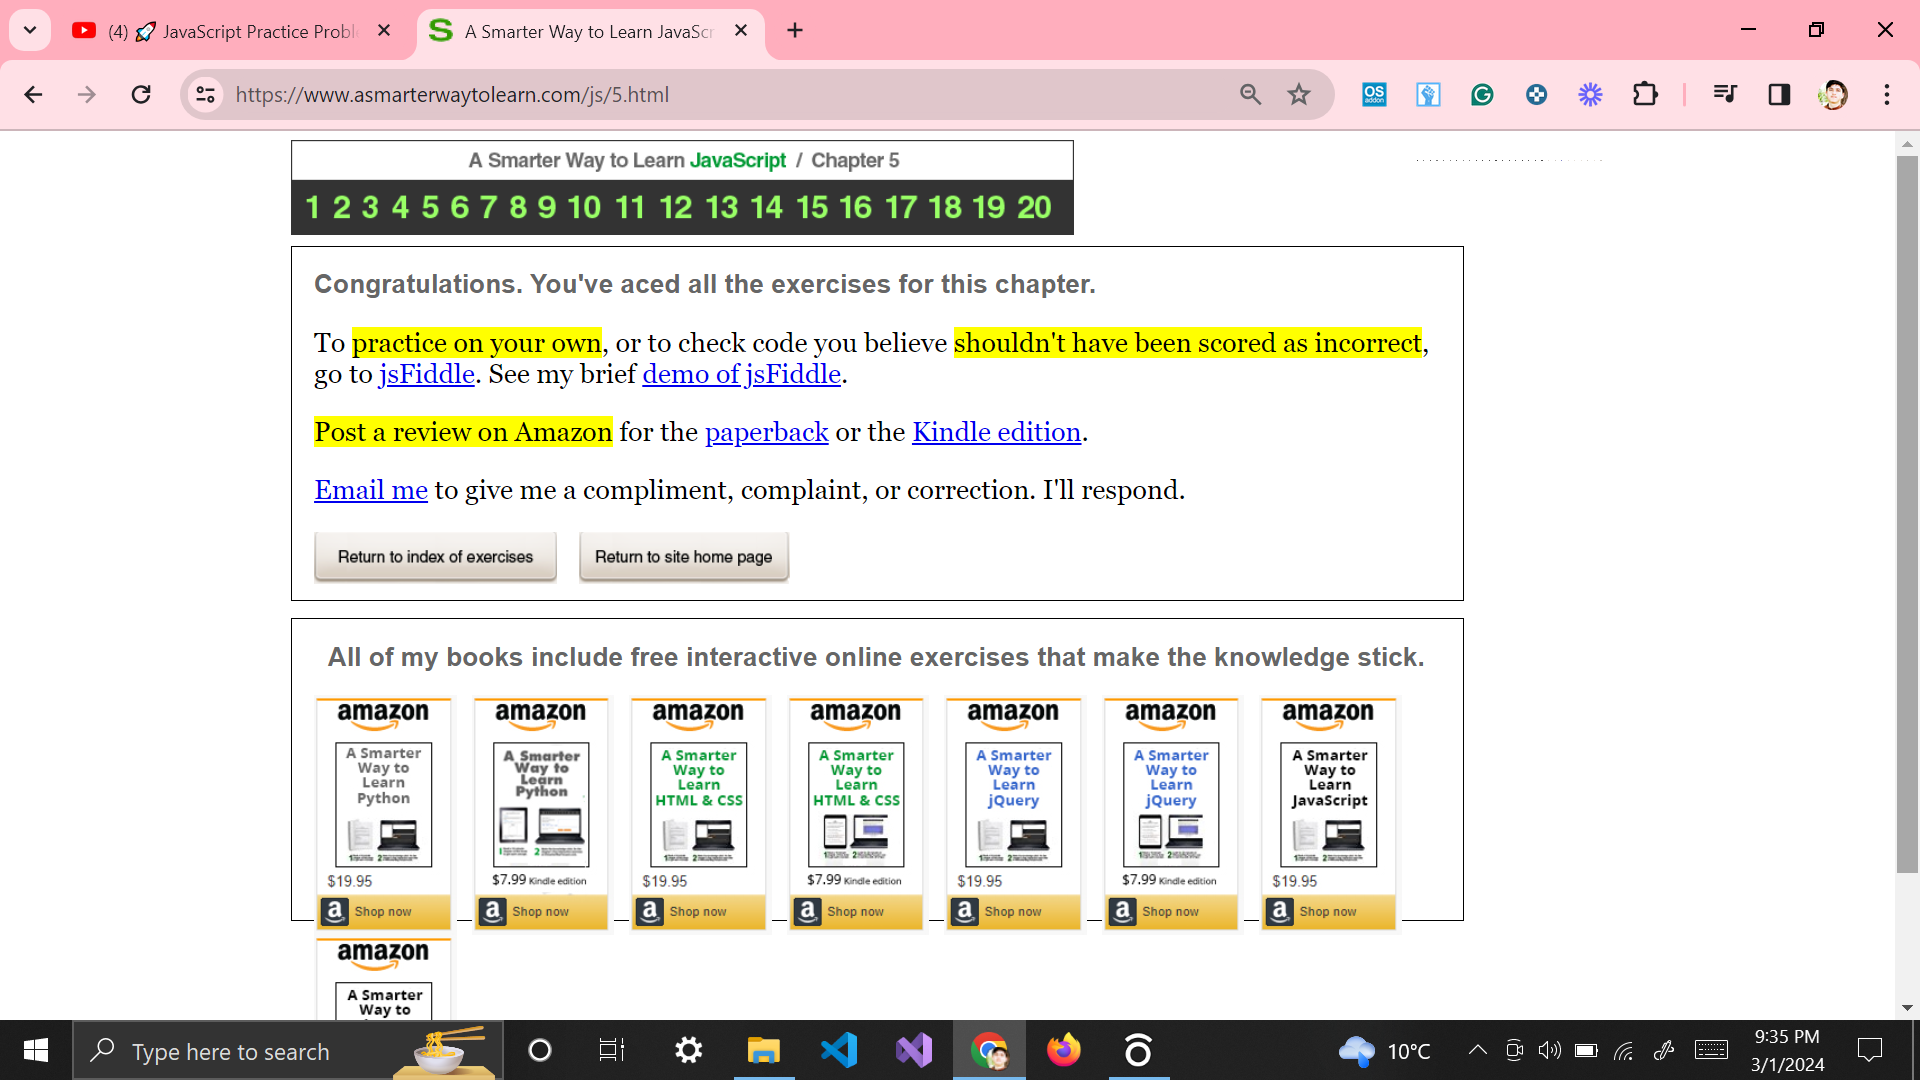 (4) 🚀 JavaScript Practice Proble
A Smarter Way to Learn JavaScr
https://www.asmarterwaytolearn.com/js/5.html
OS
addon
A Smarter Way to Learn JavaScript / Chapter 5
1 2 3 4 5 6 7 8 9 10 11 12 13 14 15 16 17 18 19 20
Congratulations. You've aced all the exercises for this chapter.
To practice on your own, or to check code you believe shouldn't have been scored as incorrect,
go to jsFiddle. See my brief demo of jsFiddle.
Post a review on Amazon for the paperback or the Kindle edition.
Email me to give me a compliment, complaint, or correction. I'll respond.
Return to index of exercises
Return to site home page
All of my books include free interactive online exercises that make the knowledge stick.
amazon
A Smarter
Way to
Learn
Python
$19.95
Shop now
amazon
A Smarter
Way to
Learn
Python
$7.99 Kindle edition
Shop now
amazon
A Smarter
Way to
Learn
HTML & CSS
$19.95
Shop now
amazon
A Smarter
Way to
Learn
HTML & CSS
$7.99 Kindle edition
Shop now
amazon
A Smarter
Way to
Learn
jQuery
$19.95
Shop now
amazon
A Smarter
Way to
Learn
jQuery
$7.99 Kindle edition
Shop now
amazon
A Smarter
Way to
Learn
JavaScript
$19.95
Shop now
amazon
A Smarter
Way to
Type here to search
10°C
9:35 PM
3/1/2024